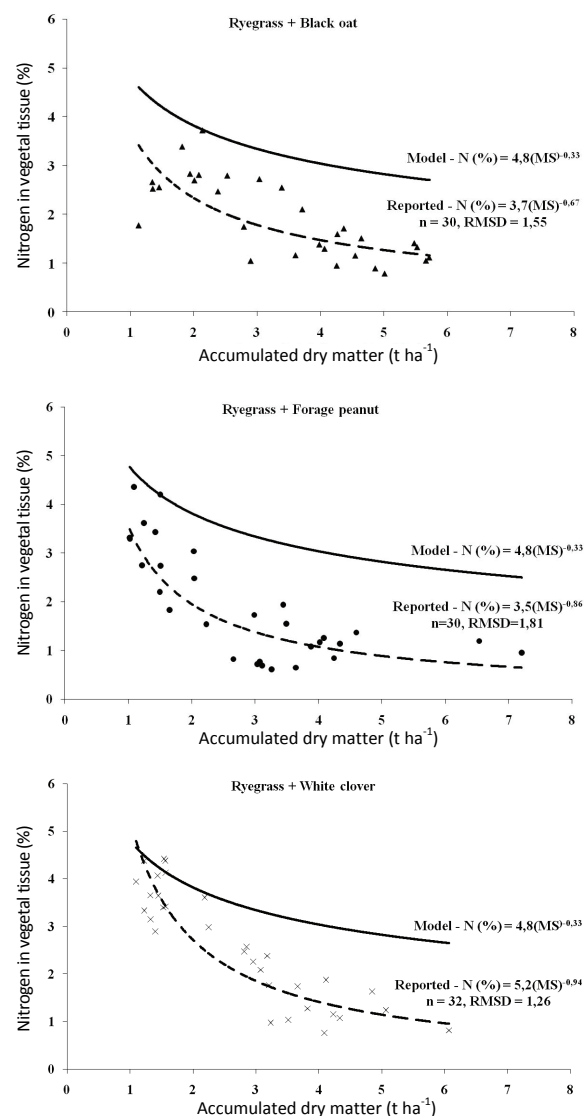 Ryegrass + Black oat
Nitrogen in vegetal tissue (%)
6
5
4
3
2
1
0
Model - N (%) = 4,8(MS)-0,33
Reported - N (%) = 3,7(MS)-0,67
n = 30, RMSD = 1,55
0 1 2 3 4 5 6 7 8
Accumulated dry matter (t ha-1)
Ryegrass + Forage peanut
Nitrogen in vegetal tissue (%)
6
5
4
3
2
1
0
Model - N (%) = 4,8(MS)-0,33
Reported - N (%) = 3,5(MS)-0,86
n=30, RMSD=1,81
0 1 2 3 4 5 6 7 8
Accumulated dry matter (t ha-1)
Ryegrass + White clover
Nitrogen in vegetal tissue (%)
6
5
4
3
2
1
0
Model - N (%) = 4,8(MS)-0,33
Reported - N (%) = 5,2(MS)-0,94
n = 32, RMSD = 1,26
0 1 2 3 4 5 6 7 8
Accumulated dry matter (t ha-1)